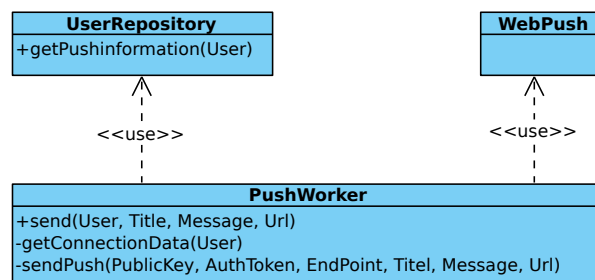 UserRepository
+getPushinformation(User)
WebPush
<<use>>
<<use>>
PushWorker
+send(User, Title, Message, Url)
-getConnectionData(User)
-sendPush(PublicKey, AuthToken, EndPoint, Titel, Message, Url)